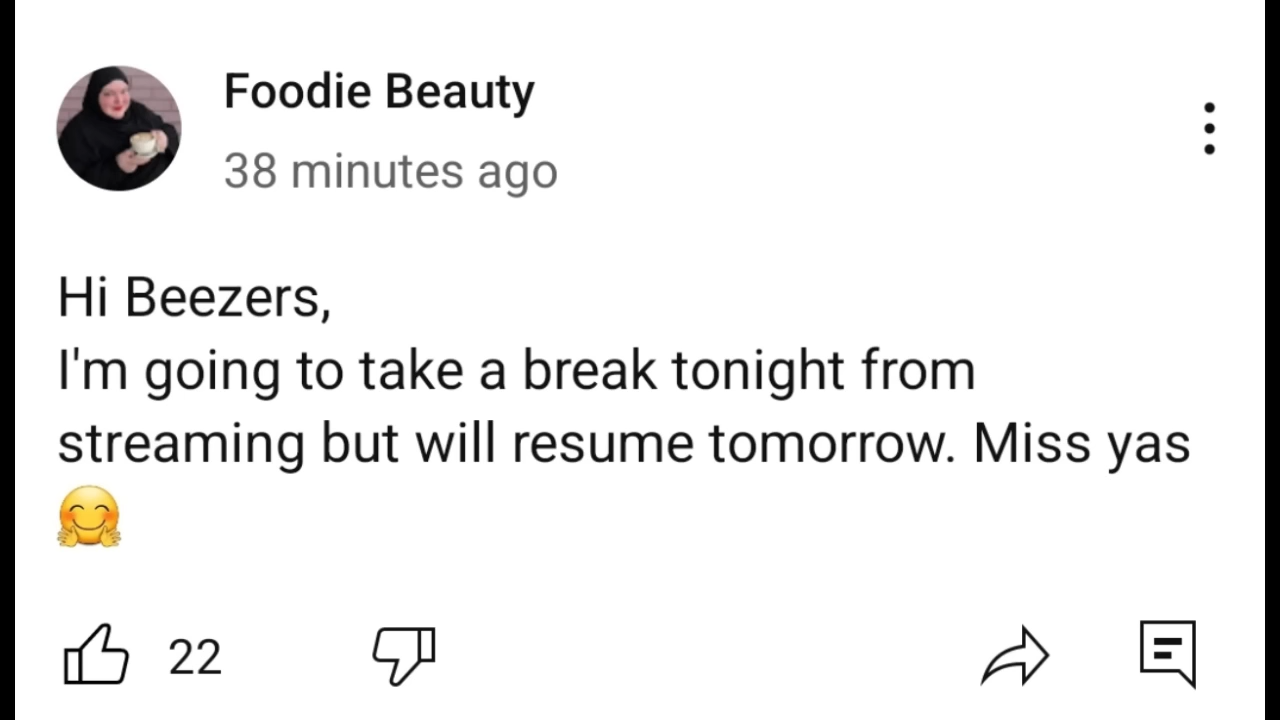 Foodie Beauty
38 minutes ago
Hi Beezers,
I'm going to take a break tonight from
streaming but will resume tomorrow. Miss yas
🤗
22